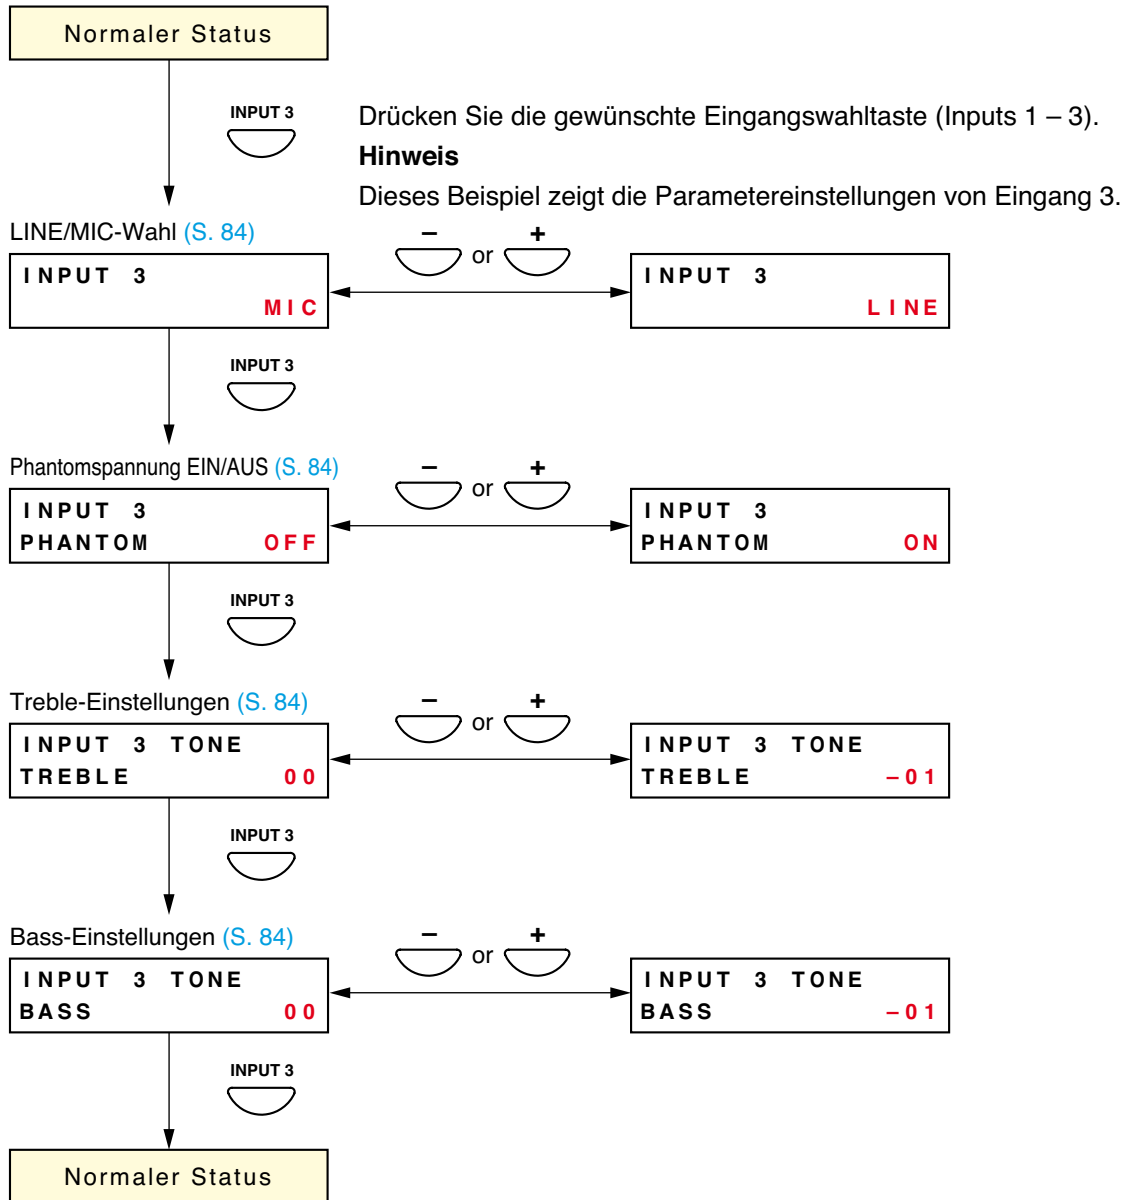 Normaler Status
INPUT 3
Drücken Sie die gewünschte Eingangswahltaste (Inputs 1 – 3).
Hinweis
Dieses Beispiel zeigt die Parametereinstellungen von Eingang 3.
LINE/MIC-Wahl (S. 84)
– or +
INPUT 3
MIC
INPUT 3
LINE
INPUT 3
Phantomspannung EIN/AUS (S. 84)
– or +
INPUT 3
PHANTOM OFF
INPUT 3
PHANTOM ON
INPUT 3
Treble-Einstellungen (S. 84)
– or +
INPUT 3 TONE
TREBLE 00
INPUT 3 TONE
TREBLE –01
INPUT 3
Bass-Einstellungen (S. 84)
– or +
INPUT 3 TONE
BASS 00
INPUT 3 TONE
BASS –01
INPUT 3
Normaler Status